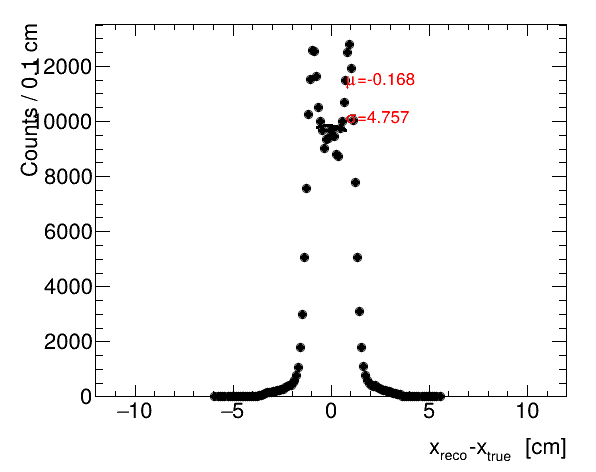 Counts / 0.1 cm
12000
10000
8000
6000
4000
2000
0
μ=-0.168
σ=4.757
−10 −5 0 5 10
x_reco-x_true [cm]